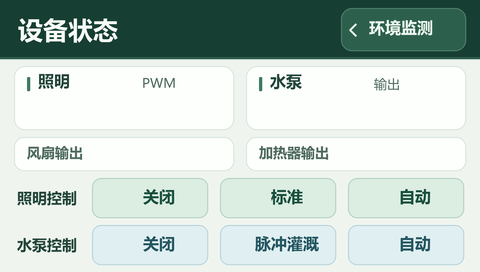 设备状态
环境监测
照明 PWM
水泵 输出
风扇输出
加热器输出
照明控制 关闭 标准 自动
水泵控制 关闭 脉冲灌溉 自动